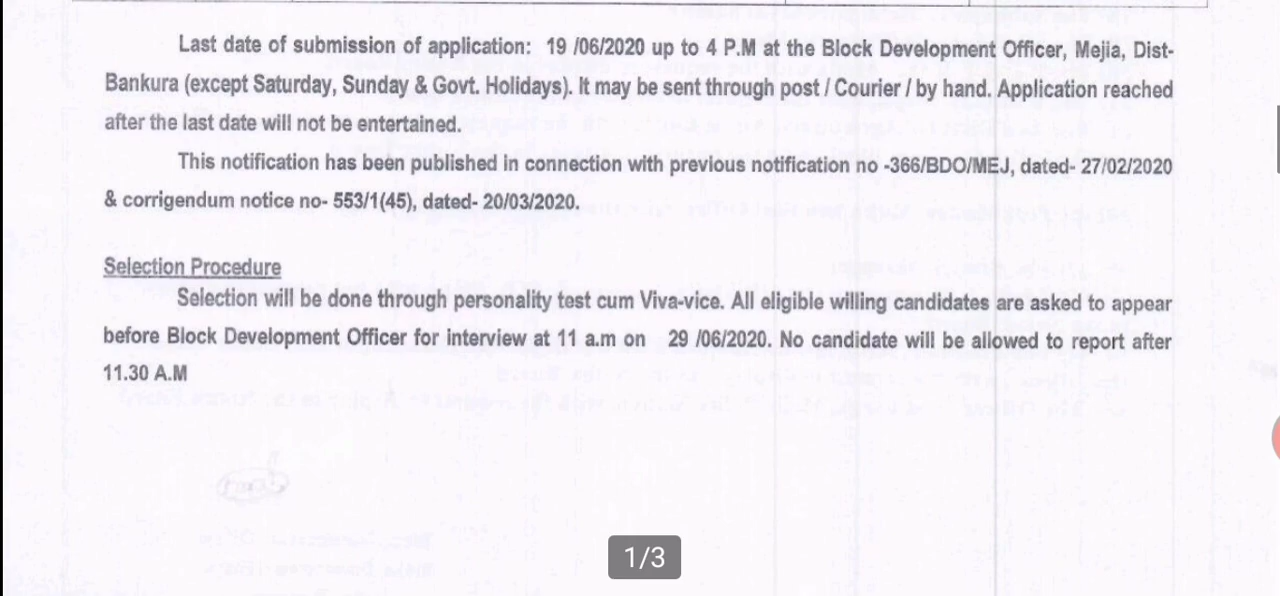 Last date of submission of application: 19 /06/2020 up to 4 P.M at the Block Development Officer, Mejia, Dist-
Bankura (except Saturday, Sunday & Govt. Holidays). It may be sent through post / Courier / by hand. Application reached
after the last date will not be entertained.
This notification has been published in connection with previous notification no -366/BDO/MEJ, dated- 27/02/2020
& corrigendum notice no- 553/1(45), dated- 20/03/2020.
Selection Procedure
Selection will be done through personality test cum Viva-vice. All eligible willing candidates are asked to appear
before Block Development Officer for interview at 11 a.m on 29 /06/2020. No candidate will be allowed to report after
11.30 A.M
1/3